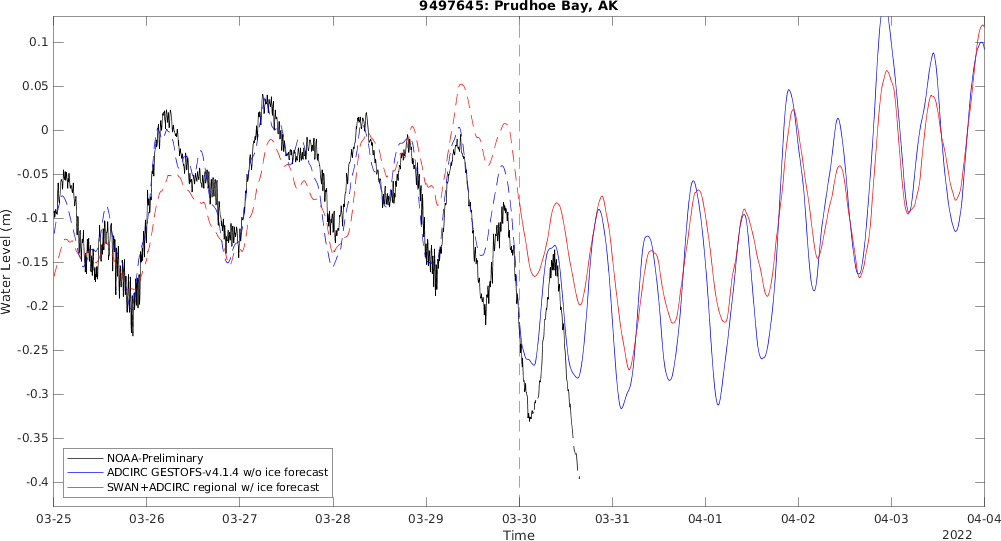 9497645: Prudhoe Bay, AK
0.1
0.05
0
-0.05
-0.1
-0.15
-0.2
-0.25
-0.3
-0.35
-0.4
Water Level (m)
NOAA-Preliminary
ADCIRC GESTOFS-v4.1.4 w/o ice forecast
SWAN+ADCIRC regional w/ ice forecast
03-25 03-26 03-27 03-28 03-29 03-30 03-31 04-01 04-02 04-03 04-04
Time
2022